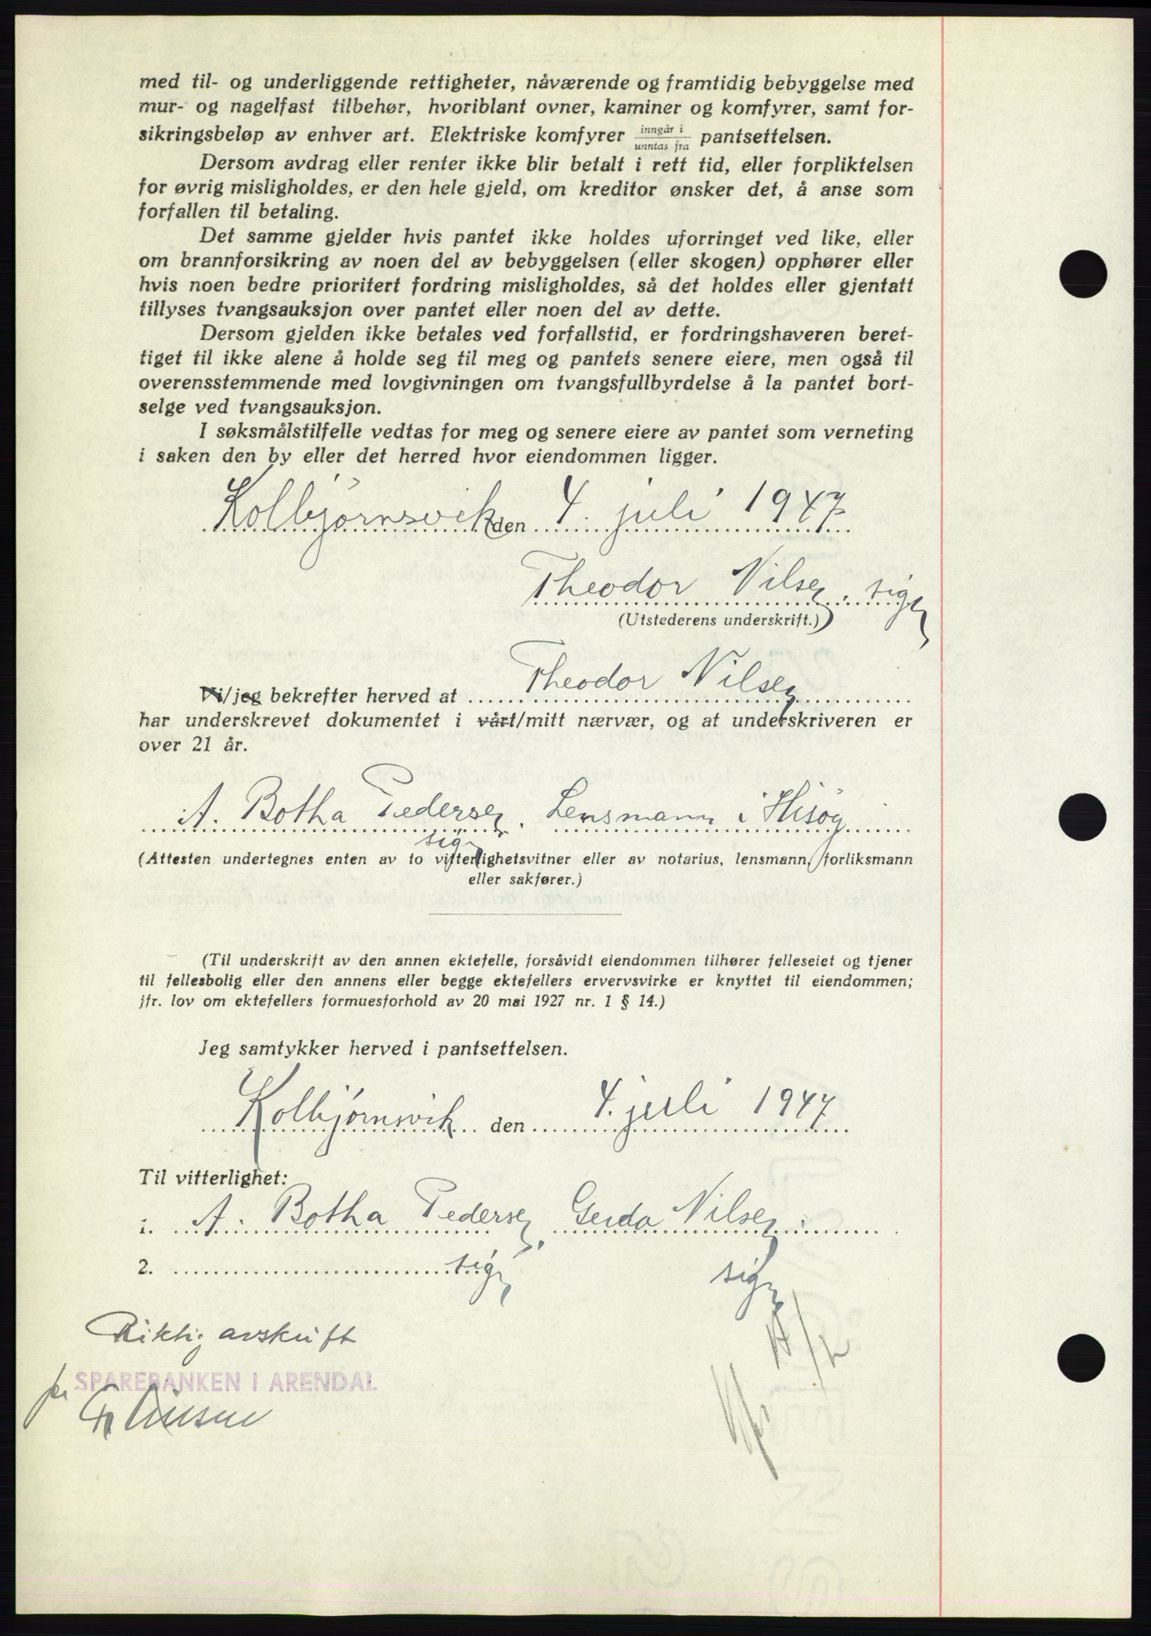 med til- og underliggende rettigheter, nåværende og framtidig bebyggelse med
mur- og nagelfast tilbehør, hvoriblant ovner, kaminer og komfyrer, samt for-
sikringsbeløp av enhver art. Elektriske komfyrer inngår i / unntas fra pantsettelsen.
Dersom avdrag eller renter ikke blir betalt i rett tid, eller forpliktelsen
for øvrig misligholdes, er den hele gjeld, om kreditor ønsker det, å anse som
forfallen til betaling.
Det samme gjelder hvis pantet ikke holdes uforringet ved like, eller
om brannforsikring av noen del av bebyggelsen (eller skogen) opphører eller
hvis noen bedre prioritert fordring misligholdes, så det holdes eller gjentatt
tillyses tvangsauksjon over pantet eller noen del av dette.
Dersom gjelden ikke betales ved forfallstid, er fordringshaveren beret-
tiget til ikke alene å holde seg til meg og pantets senere eiere, men også til
overensstemmende med lovgivningen om tvangsfullbyrdelse å la pantet bort-
selge ved tvangsauksjon.
I søksmålstilfelle vedtas for meg og senere eiere av pantet som verneting
i saken den by eller det herred hvor eiendommen ligger.
Kolbjørnsvik den 4. juli 1947
Theodor Nilsen. sign
(Utstederens underskrift.)
Vi/jeg bekrefter herved at Theodor Nilsen
har underskrevet dokumentet i vårt/mitt nærvær, og at underskriveren er
over 21 år.
A. Botha Pedersen. Lensmann i Hisøy
sign
(Attesten undertegnes enten av to vitterlighetsvitner eller av notarius, lensmann, forliksmann
eller sakfører.)
(Til underskrift av den annen ektefelle, forsåvidt eiendommen tilhører felleseiet og tjener
til fellesbolig eller den annens eller begge ektefellers ervervsvirke er knyttet til eiendommen;
jfr. lov om ektefellers formuesforhold av 20 mai 1927 nr. 1 § 14.)
Jeg samtykker herved i pantsettelsen.
Kolbjørnsvik den 4. juli 1947
Til vitterlighet:
1. A. Botha Pedersen. Gerda Nilsen.
2. sign sign
Riktig avskrift
SPAREBANKEN I ARENDAL